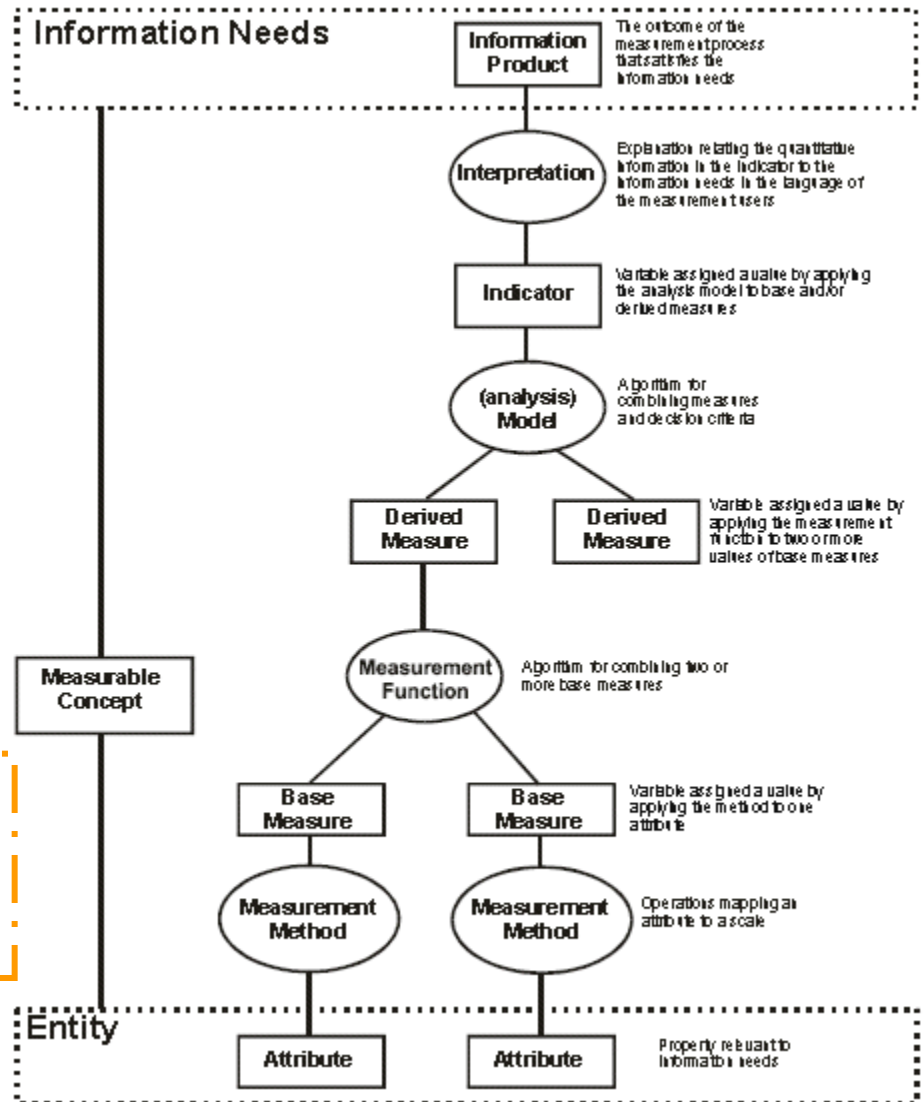 Information Needs
Information
Product
The outcome of the
measurement process
that satisfies the
information needs
Interpretation
Explanation relating the quantitative
information in the indicator to the
information needs in the language of
the measurement users
Indicator
Variable assigned a value by applying
the analysis model to base and/or
derived measures
(analysis)
Model
Algorithm for
combining measures
and decision criteria
Derived
Measure
Derived
Measure
Variable assigned a value by
applying the measurement
function to two or more
values of base measures
Measurable
Concept
Measurement
Function
Algorithm for combining two or
more base measures
Base
Measure
Base
Measure
Variable assigned a value by
applying the method to one
attribute
Measurement
Method
Measurement
Method
Operations mapping an
attribute to a scale
Entity
Attribute
Attribute
Property relevant to
information needs